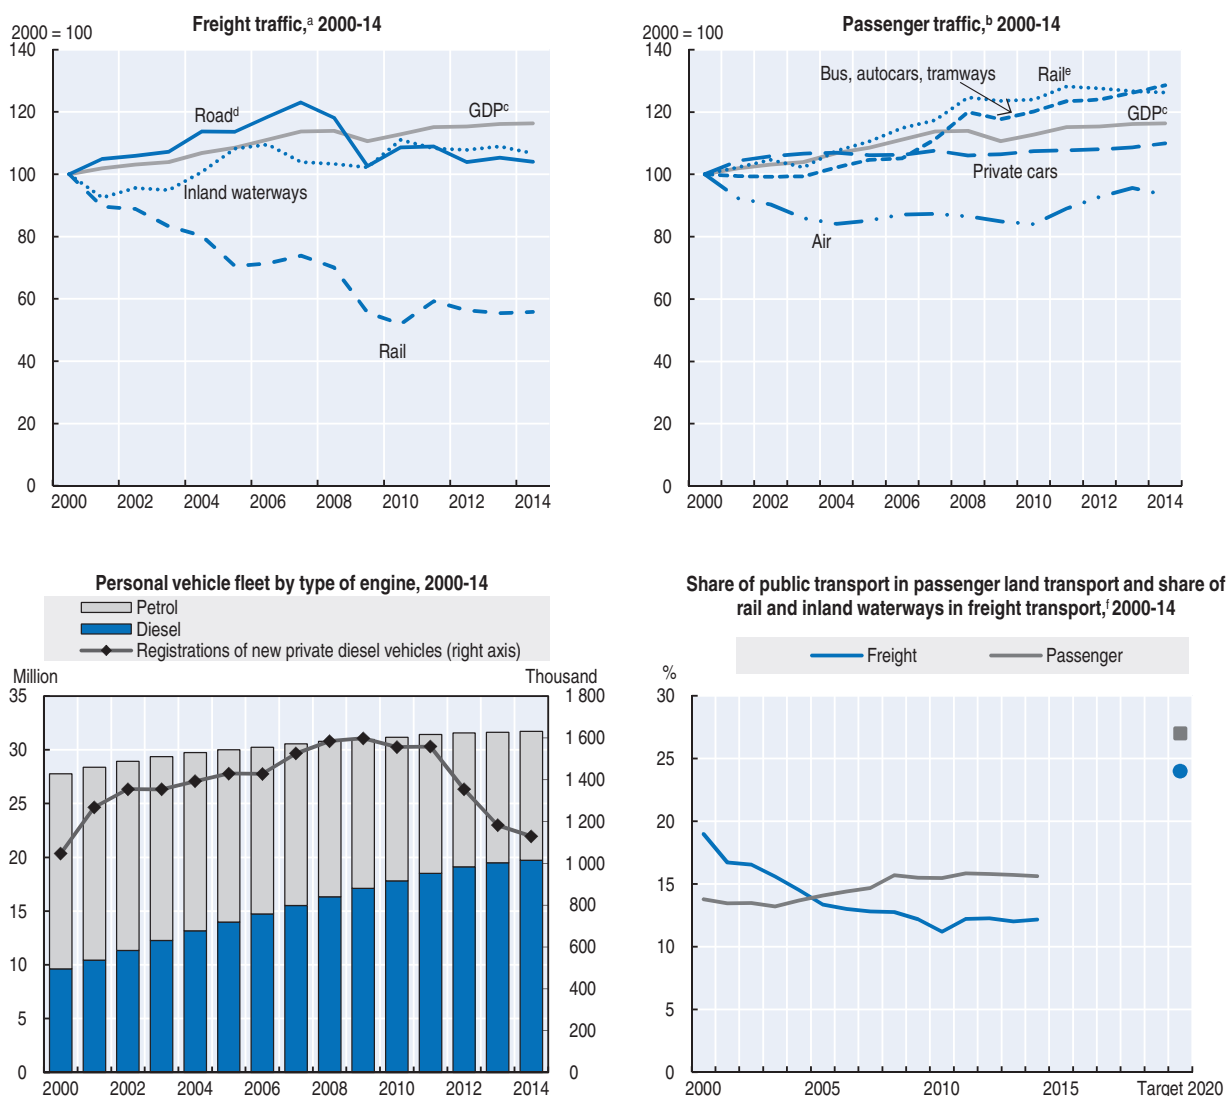 Freight traffic,ᵃ 2000-14
2000 = 100
140
120
100
80
60
40
20
0
Roadᵈ
GDPᶜ
Inland waterways
Rail
2000 2002 2004 2006 2008 2010 2012 2014
Passenger traffic,ᵇ 2000-14
2000 = 100
140
120
100
80
60
40
20
0
Bus, autocars, tramways
Railᵉ
GDPᶜ
Private cars
Air
2000 2002 2004 2006 2008 2010 2012 2014
Personal vehicle fleet by type of engine, 2000-14
Petrol
Diesel
Registrations of new private diesel vehicles (right axis)
Million
Thousand
35
30
25
20
15
10
5
0
1 800
1 600
1 400
1 200
1 000
800
600
400
200
0
2000 2002 2004 2006 2008 2010 2012 2014
Share of public transport in passenger land transport and share of
rail and inland waterways in freight transport,ᶠ 2000-14
Freight
Passenger
%
30
25
20
15
10
5
0
2000 2005 2010 2015 Target 2020